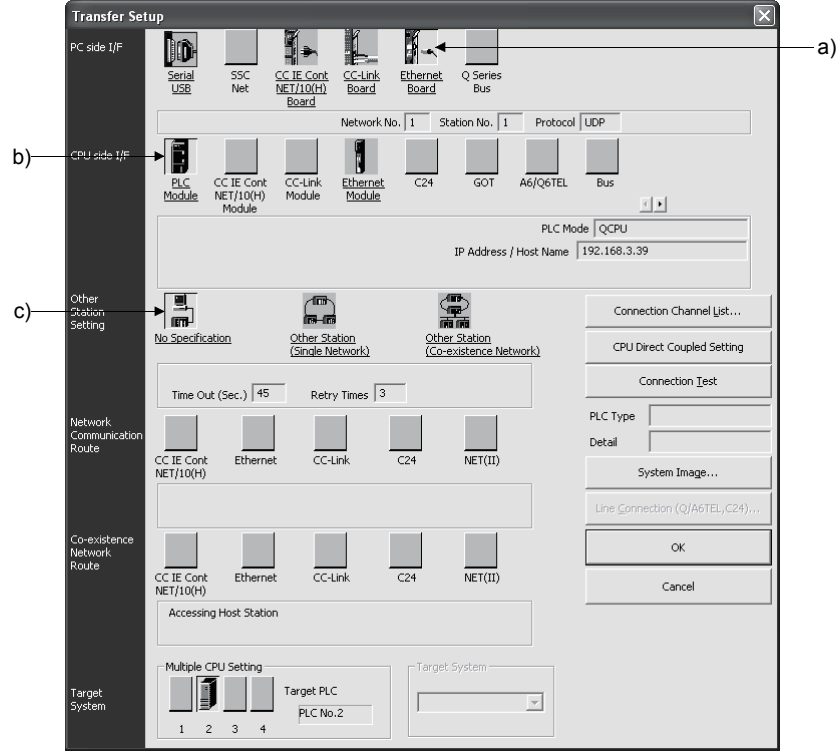 Transfer Setup
PC side I/F
Serial
USB
SSC
Net
CC IE Cont
NET/10(H)
Board
CC-Link
Board
Ethernet
Board
Q Series
Bus
a)
Network No. 1 Station No. 1 Protocol UDP
b)
CPU side I/F
PLC
Module
CC IE Cont
NET/10(H)
Module
CC-Link
Module
Ethernet
Module
C24
GOT
A6/Q6TEL
Bus
PLC Mode QCPU
IP Address / Host Name 192.168.3.39
c)
Other
Station
Setting
No Specification
Other Station
(Single Network)
Other Station
(Co-existence Network)
Time Out (Sec.) 45 Retry Times 3
Connection Channel List...
CPU Direct Coupled Setting
Connection Test
PLC Type
Detail
System Image...
Line Connection (Q/A6TEL,C24)...
OK
Cancel
Network
Communication
Route
CC IE Cont
NET/10(H)
Ethernet
CC-Link
C24
NET(II)
Co-existence
Network
Route
CC IE Cont
NET/10(H)
Ethernet
CC-Link
C24
NET(II)
Accessing Host Station
Target
System
Multiple CPU Setting
1 2 3 4
Target PLC
PLC No.2
Target System